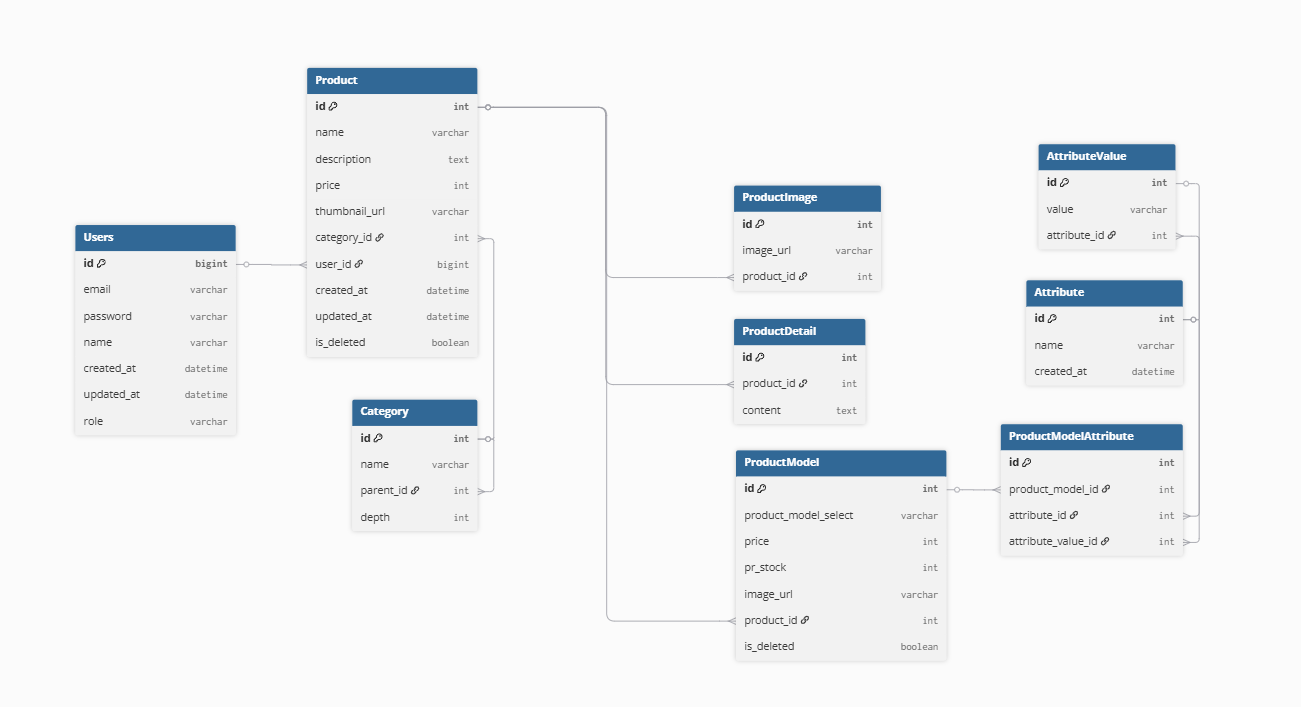 Product
id int
name varchar
description text
price int
thumbnail_url varchar
category_id int
user_id bigint
created_at datetime
updated_at datetime
is_deleted boolean
Users
id bigint
email varchar
password varchar
name varchar
created_at datetime
updated_at datetime
role varchar
Category
id int
name varchar
parent_id int
depth int
ProductImage
id int
image_url varchar
product_id int
ProductDetail
id int
product_id int
content text
ProductModel
id int
product_model_select varchar
price int
pr_stock int
image_url varchar
product_id int
is_deleted boolean
AttributeValue
id int
value varchar
attribute_id int
Attribute
id int
name varchar
created_at datetime
ProductModelAttribute
id int
product_model_id int
attribute_id int
attribute_value_id int